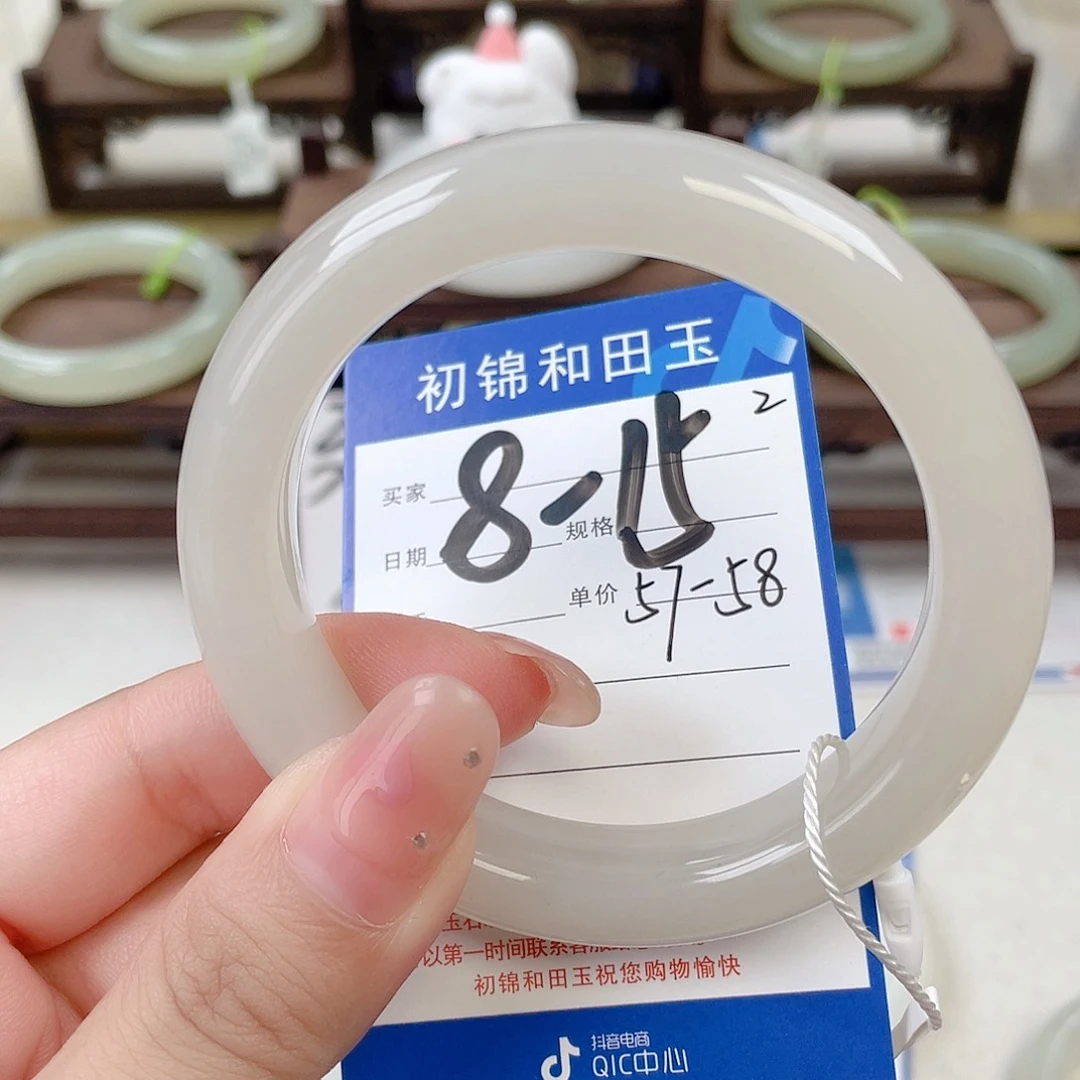 初锦和田玉
2
买家
8-15
规格
日期
单价 57-58
以第一时间联系客服
初锦和田玉祝您购物愉快
抖音电商
QIC中心